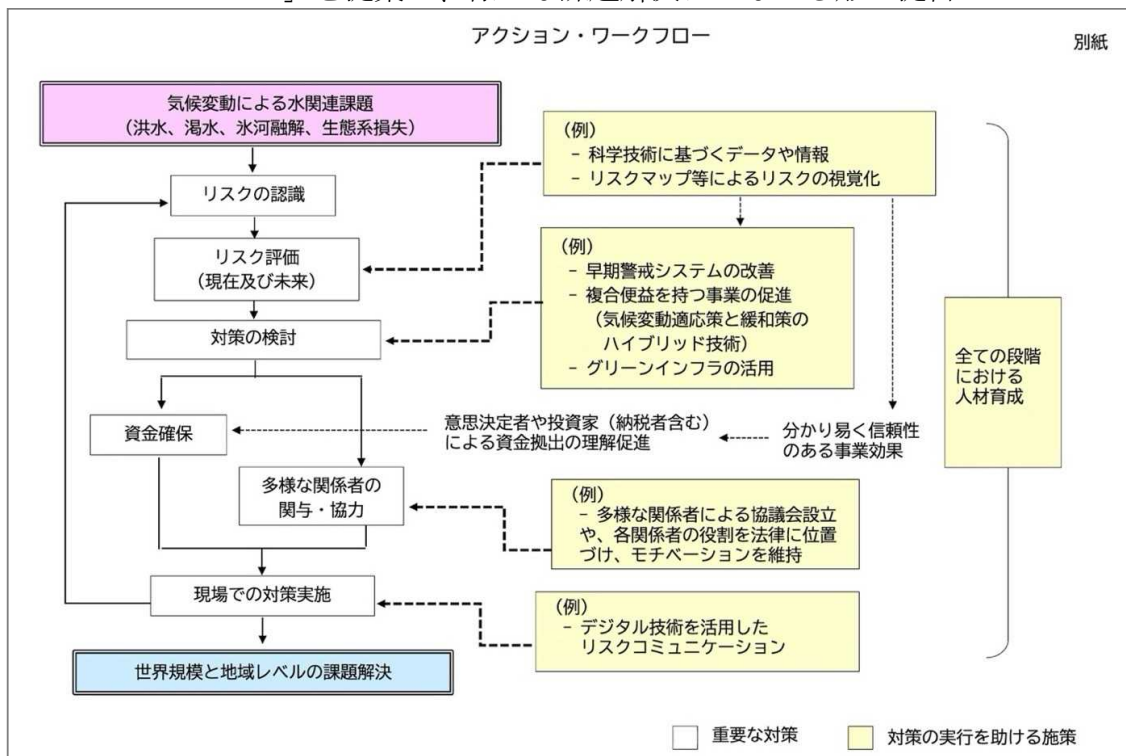 アクション・ワークフロー
別紙
気候変動による水関連課題
（洪水、渇水、氷河融解、生態系損失）
リスクの認識
リスク評価
（現在及び未来）
対策の検討
資金確保
多様な関係者の
関与・協力
現場での対策実施
世界規模と地域レベルの課題解決
（例）
− 科学技術に基づくデータや情報
− リスクマップ等によるリスクの視覚化
（例）
− 早期警戒システムの改善
− 複合便益を持つ事業の促進
（気候変動適応策と緩和策の
ハイブリッド技術）
− グリーンインフラの活用
意思決定者や投資家（納税者含む）
による資金拠出の理解促進
分かり易く信頼性
のある事業効果
（例）
− 多様な関係者による協議会設立
や、各関係者の役割を法律に位置
づけ、モチベーションを維持
（例）
− デジタル技術を活用した
リスクコミュニケーション
全ての段階
における
人材育成
重要な対策
対策の実行を助ける施策